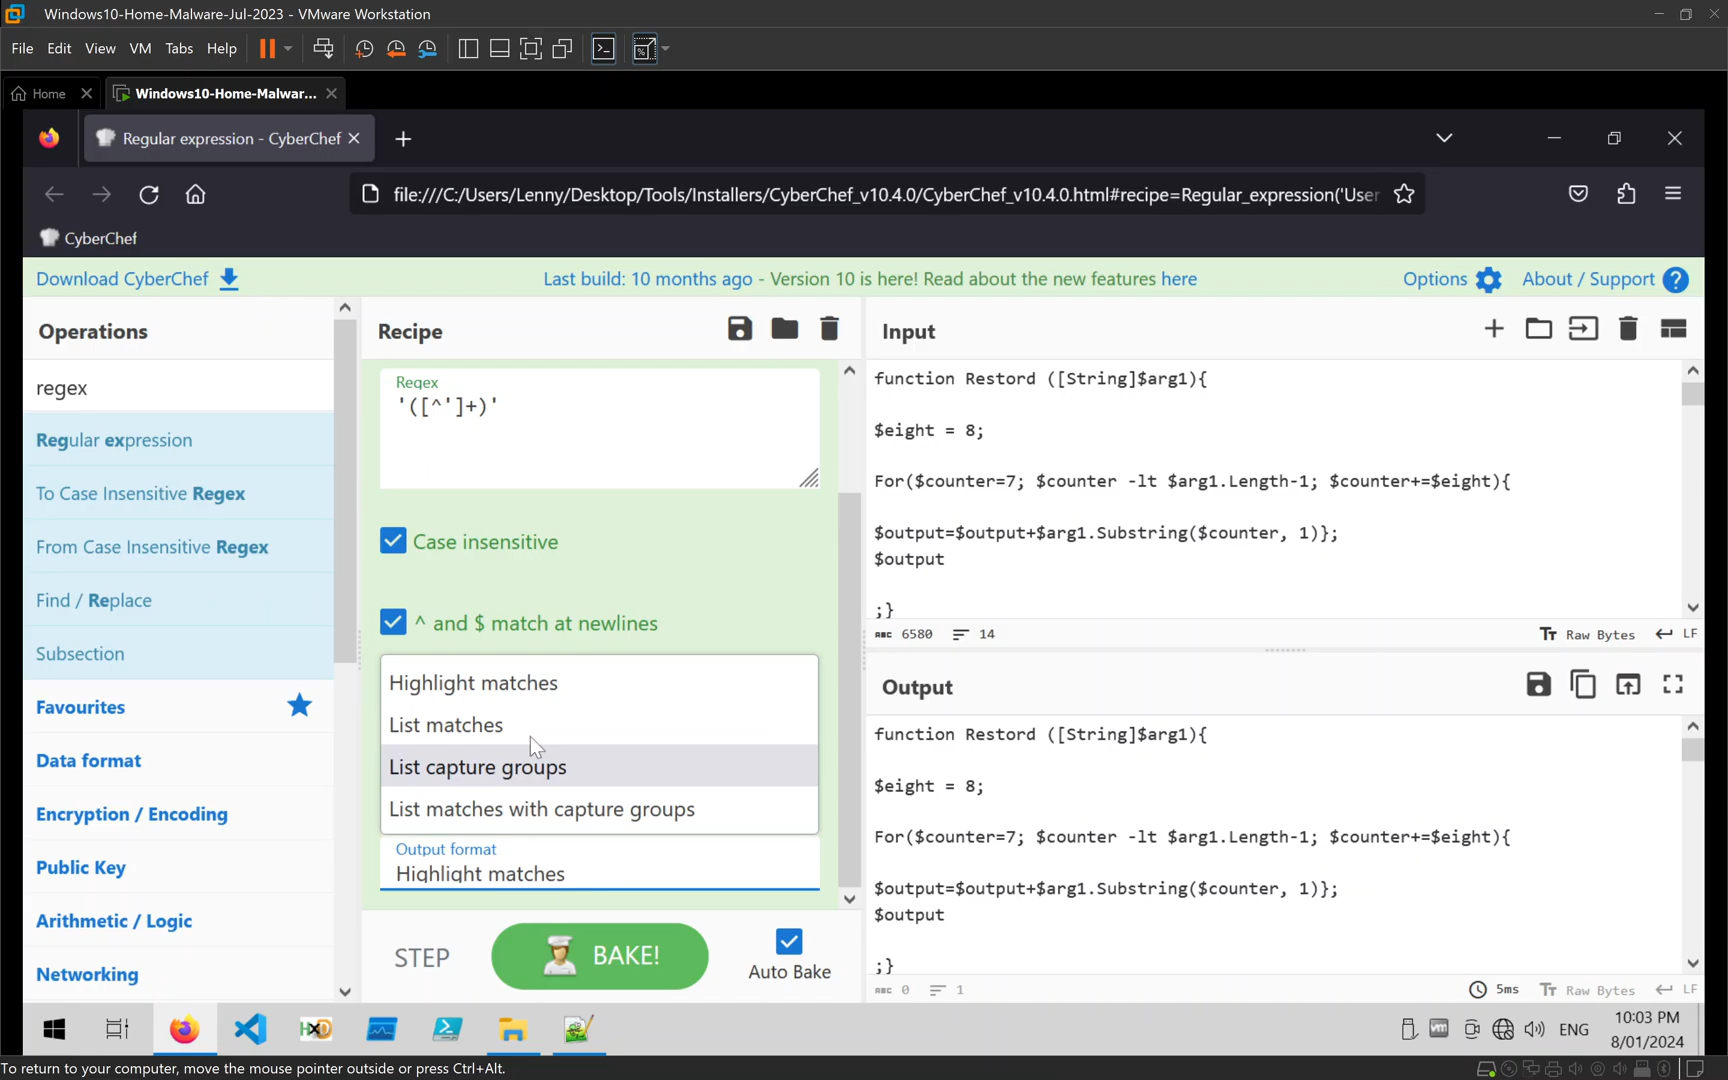 Windows10-Home-Malware-Jul-2023 - VMware Workstation
File Edit View VM Tabs Help
Home
Windows10-Home-Malwar...
Regular expression - CyberChef
file:///C:/Users/Lenny/Desktop/Tools/Installers/CyberChef_v10.4.0/CyberChef_v10.4.0.html#recipe=Regular_expression('User
CyberChef
Download CyberChef
Last build: 10 months ago - Version 10 is here! Read about the new features here
Options
About / Support
Operations
regex
Regular expression
To Case Insensitive Regex
From Case Insensitive Regex
Find / Replace
Subsection
Favourites
Data format
Encryption / Encoding
Public Key
Arithmetic / Logic
Networking
Recipe
Regex
'([^']+)'
Case insensitive
^ and $ match at newlines
Highlight matches
List matches
List capture groups
List matches with capture groups
Output format
Highlight matches
STEP
BAKE!
Auto Bake
Input
function Restord ([String]$arg1){
$eight = 8;
For($counter=7; $counter -lt $arg1.Length-1; $counter+=$eight){
$output=$output+$arg1.Substring($counter, 1)};
$output
;}
ABC 6580 14
Tt Raw Bytes LF
Output
function Restord ([String]$arg1){
$eight = 8;
For($counter=7; $counter -lt $arg1.Length-1; $counter+=$eight){
$output=$output+$arg1.Substring($counter, 1)};
$output
;}
ABC 0 1
5ms Tt Raw Bytes LF
ENG
10:03 PM
8/01/2024
To return to your computer, move the mouse pointer outside or press Ctrl+Alt.